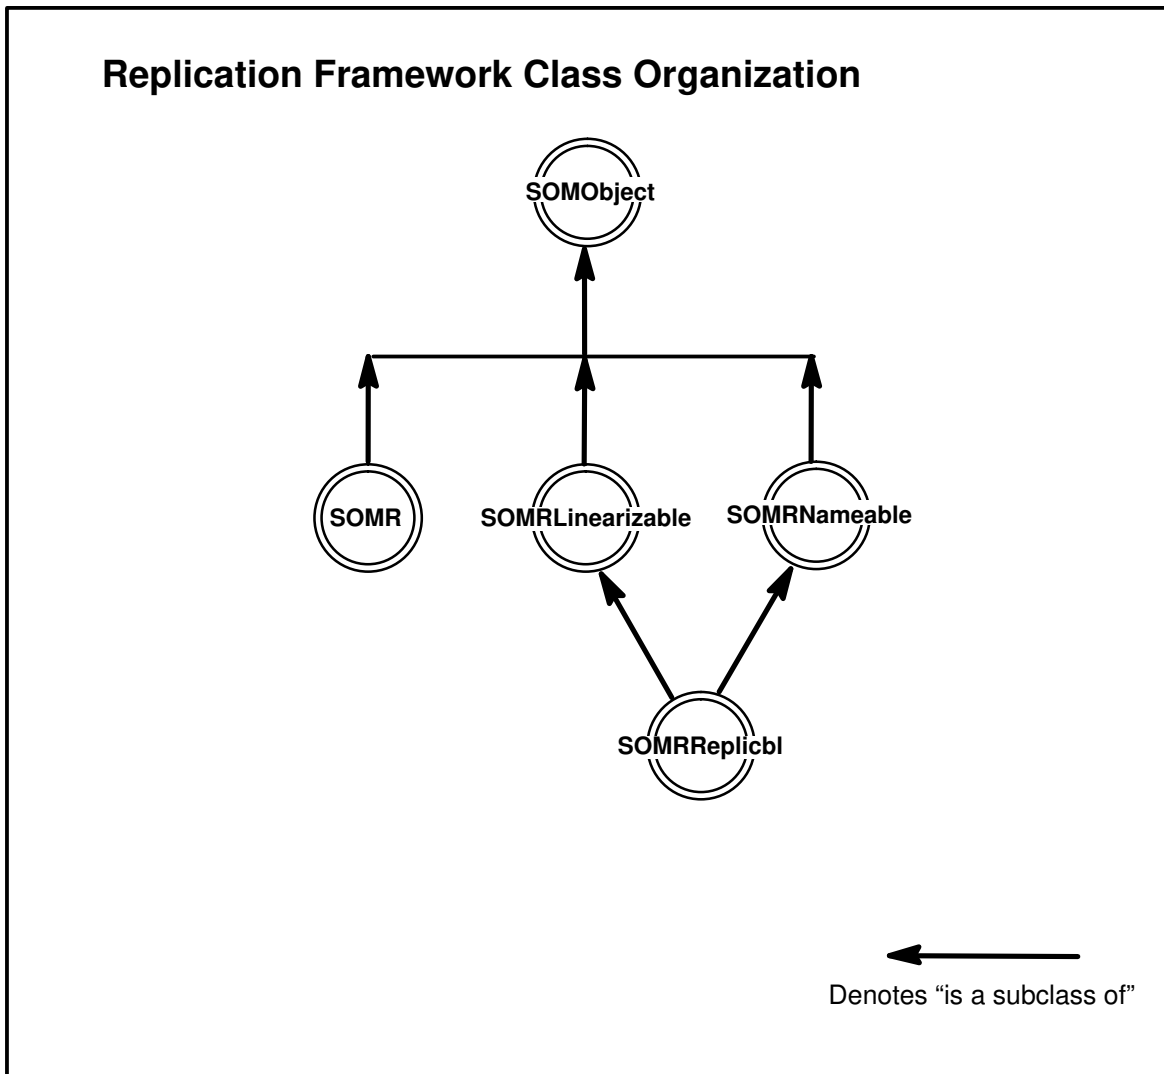 Replication Framework Class Organization
SOMObject
SOMR
SOMRLinearizable
SOMRNameable
SOMRReplicbl
Denotes “is a subclass of”